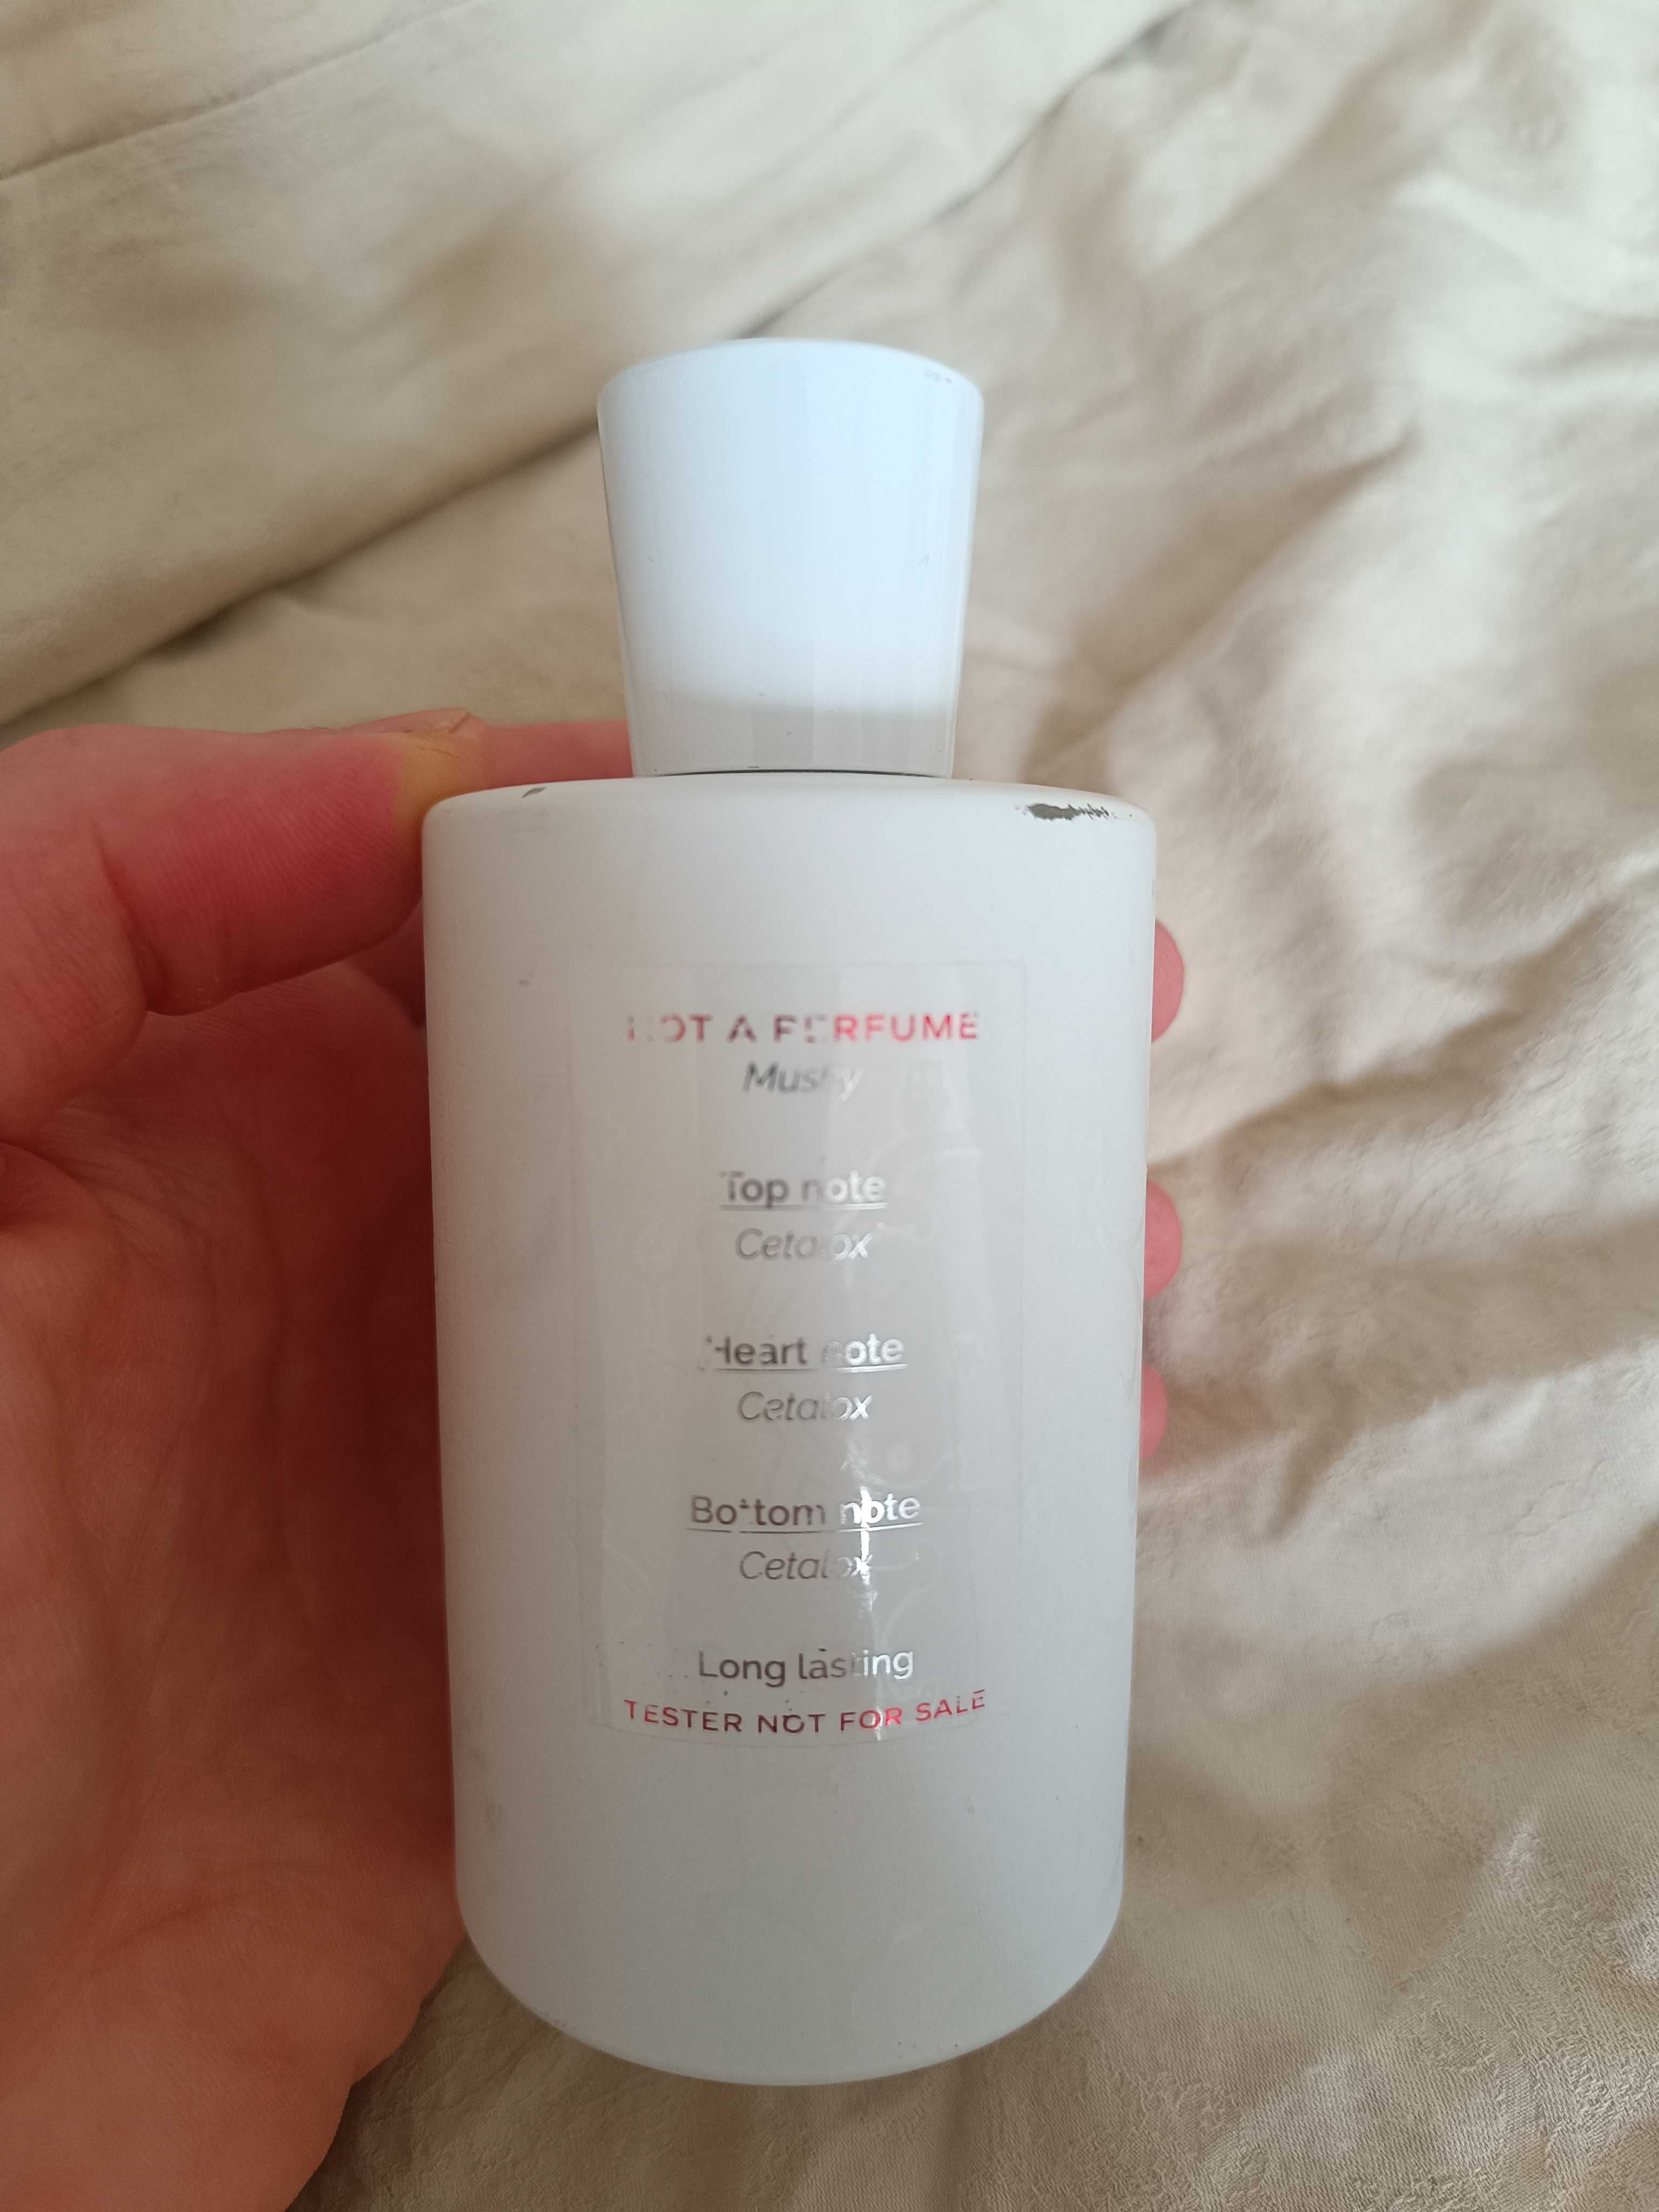 NOT A PERFUME
Musky
Top note
Cetalox
Heart note
Cetalox
Bottom note
Cetalox
Long lasting
TESTER NOT FOR SALE